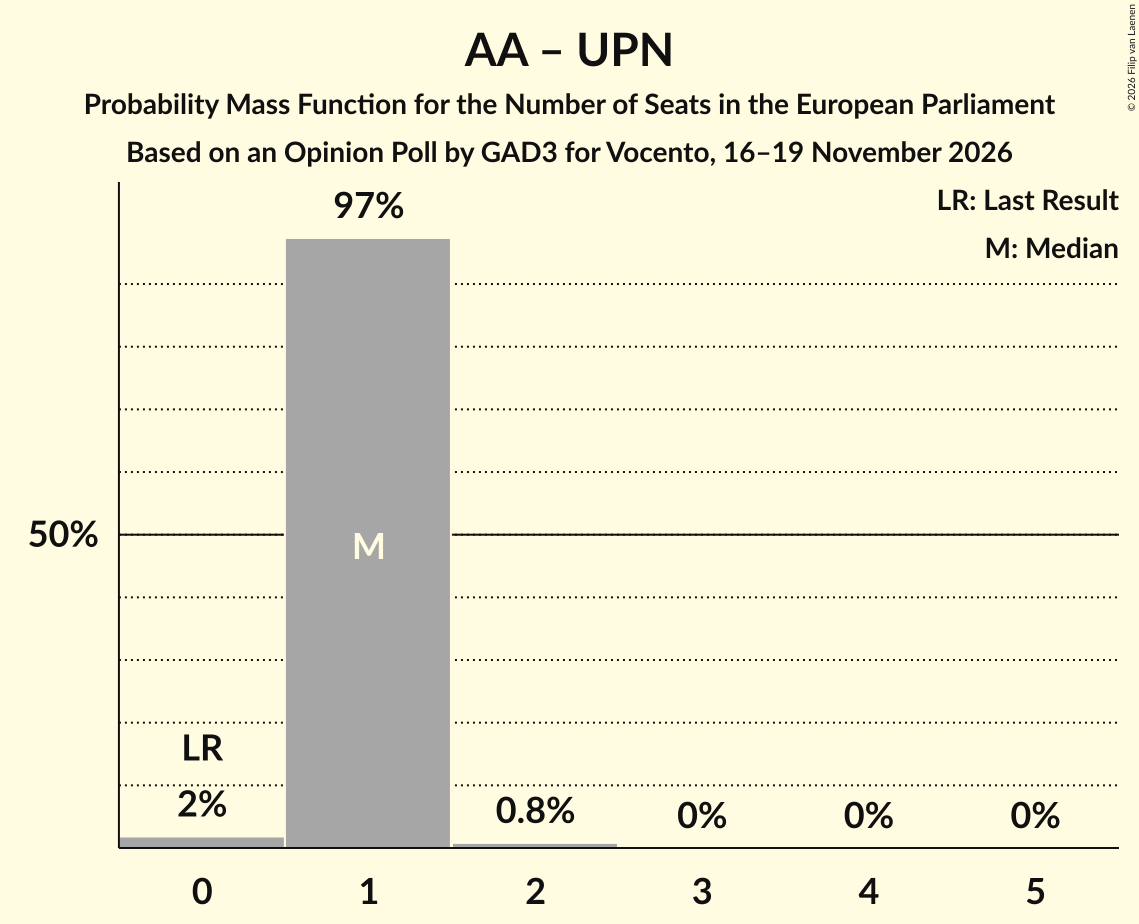 AA – UPN
Probability Mass Function for the Number of Seats in the European Parliament
Based on an Opinion Poll by GAD3 for Vocento, 16–19 November 2026
© 2026 Filip van Laenen
LR: Last Result
M: Median
97%
50%
M
LR
2%
0.8%
0%
0%
0%
0 1 2 3 4 5